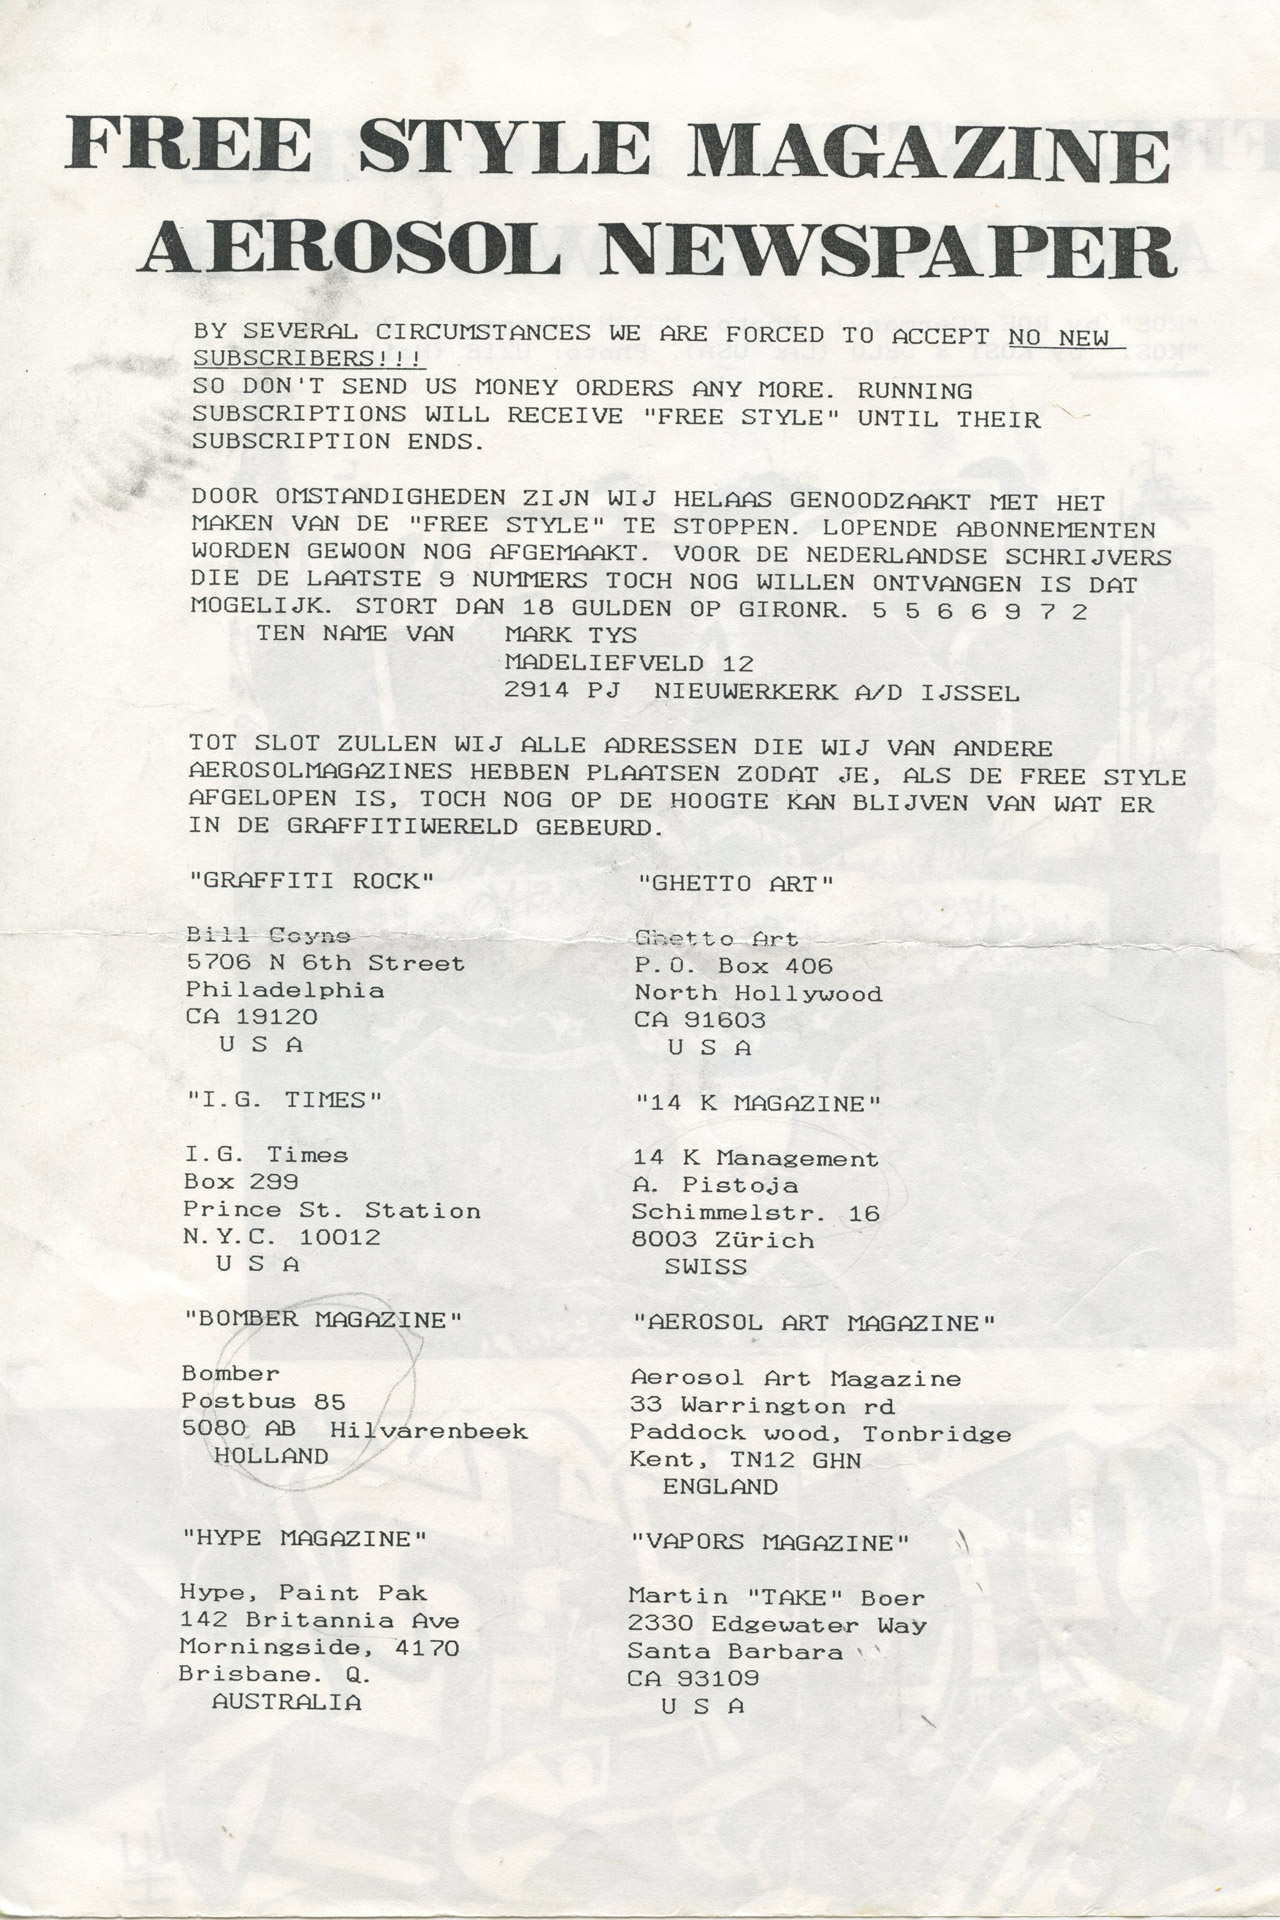 FREE STYLE MAGAZINE
AEROSOL NEWSPAPER
BY SEVERAL CIRCUMSTANCES WE ARE FORCED TO ACCEPT NO NEW
SUBSCRIBERS!!!
SO DON'T SEND US MONEY ORDERS ANY MORE. RUNNING
SUBSCRIPTIONS WILL RECEIVE "FREE STYLE" UNTIL THEIR
SUBSCRIPTION ENDS.
DOOR OMSTANDIGHEDEN ZIJN WIJ HELAAS GENOODZAAKT MET HET
MAKEN VAN DE "FREE STYLE" TE STOPPEN. LOPENDE ABONNEMENTEN
WORDEN GEWOON NOG AFGEMAAKT. VOOR DE NEDERLANDSE SCHRIJVERS
DIE DE LAATSTE 9 NUMMERS TOCH NOG WILLEN ONTVANGEN IS DAT
MOGELIJK. STORT DAN 18 GULDEN OP GIRONR. 5 5 6 6 9 7 2
TEN NAME VAN MARK TYS
MADELIEFVELD 12
2914 PJ NIEUWERKERK A/D IJSSEL
TOT SLOT ZULLEN WIJ ALLE ADRESSEN DIE WIJ VAN ANDERE
AEROSOLMAGAZINES HEBBEN PLAATSEN ZODAT JE, ALS DE FREE STYLE
AFGELOPEN IS, TOCH NOG OP DE HOOGTE KAN BLIJVEN VAN WAT ER
IN DE GRAFFITIWERELD GEBEURD.
"GRAFFITI ROCK"
Bill Coyne
5706 N 6th Street
Philadelphia
CA 19120
U S A
"GHETTO ART"
Ghetto Art
P.O. Box 406
North Hollywood
CA 91603
U S A
"I.G. TIMES"
I.G. Times
Box 299
Prince St. Station
N.Y.C. 10012
U S A
"14 K MAGAZINE"
14 K Management
A. Pistoja
Schimmelstr. 16
8003 Zürich
SWISS
"BOMBER MAGAZINE"
Bomber
Postbus 85
5080 AB Hilvarenbeek
HOLLAND
"AEROSOL ART MAGAZINE"
Aerosol Art Magazine
33 Warrington rd
Paddock wood, Tonbridge
Kent, TN12 GHN
ENGLAND
"HYPE MAGAZINE"
Hype, Paint Pak
142 Britannia Ave
Morningside, 4170
Brisbane. Q.
AUSTRALIA
"VAPORS MAGAZINE"
Martin "TAKE" Boer
2330 Edgewater Way
Santa Barbara
CA 93109
U S A